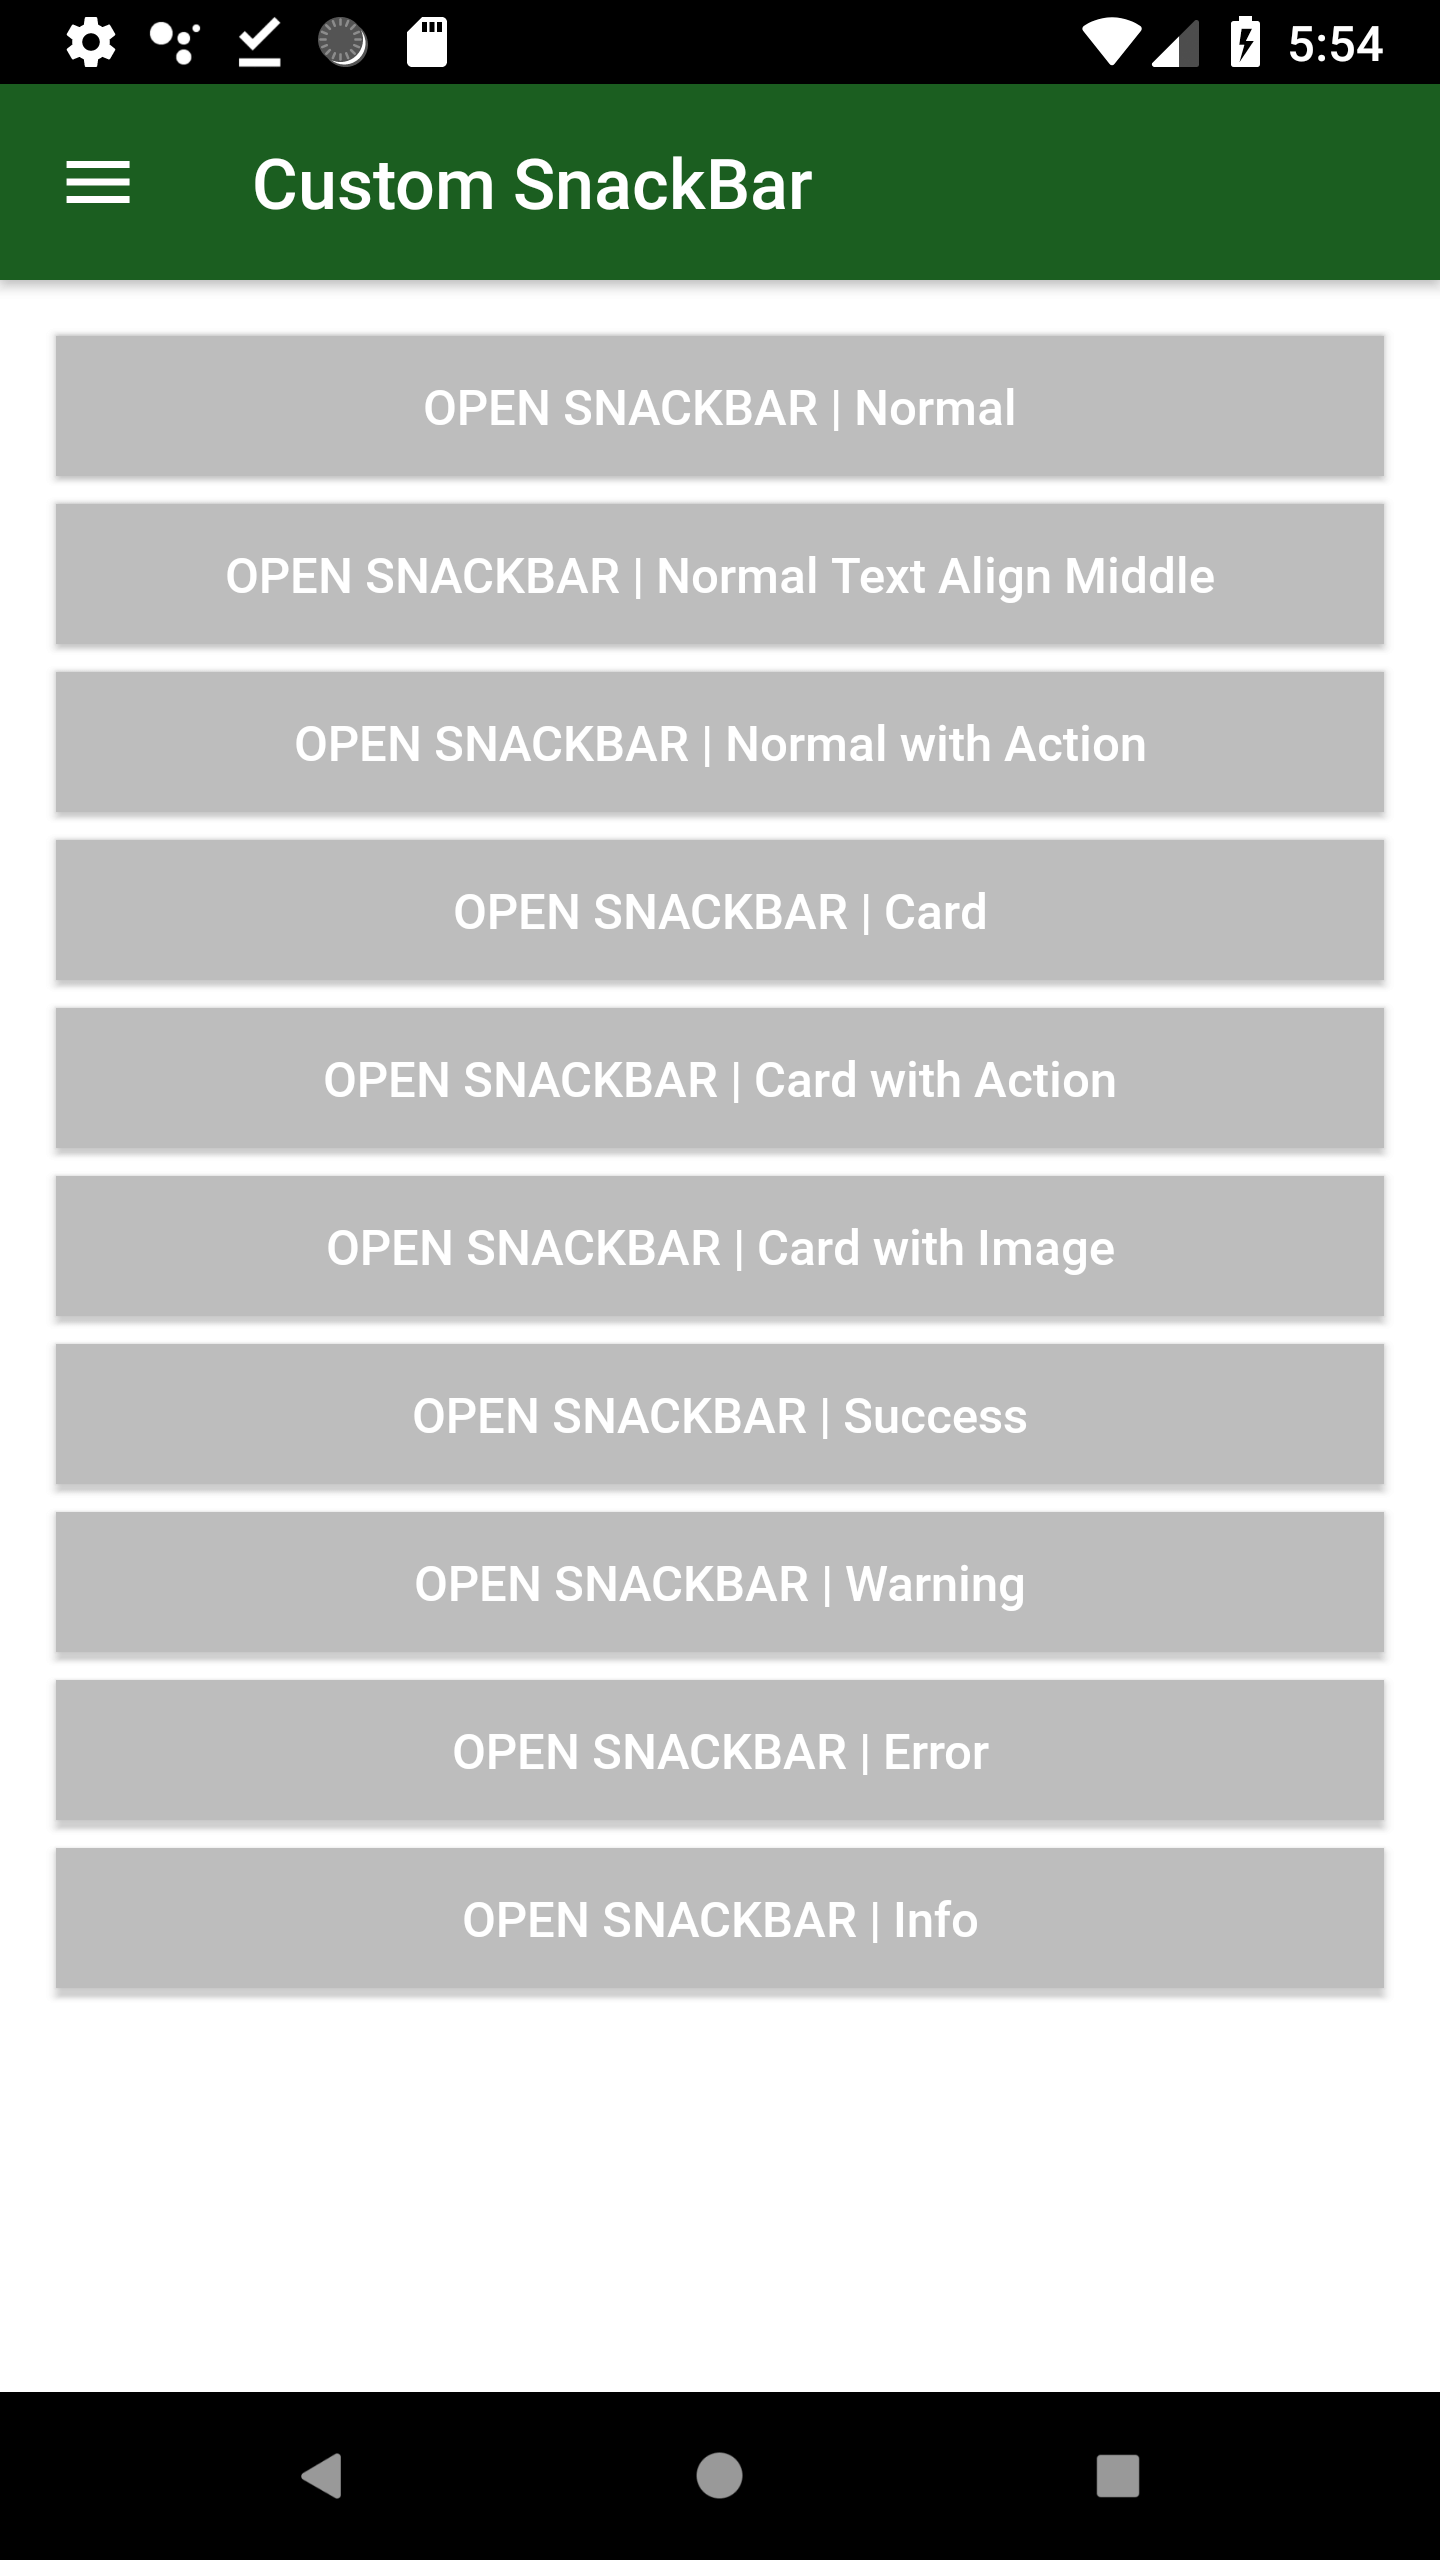 5:54
Custom SnackBar
OPEN SNACKBAR | Normal
OPEN SNACKBAR | Normal Text Align Middle
OPEN SNACKBAR | Normal with Action
OPEN SNACKBAR | Card
OPEN SNACKBAR | Card with Action
OPEN SNACKBAR | Card with Image
OPEN SNACKBAR | Success
OPEN SNACKBAR | Warning
OPEN SNACKBAR | Error
OPEN SNACKBAR | Info